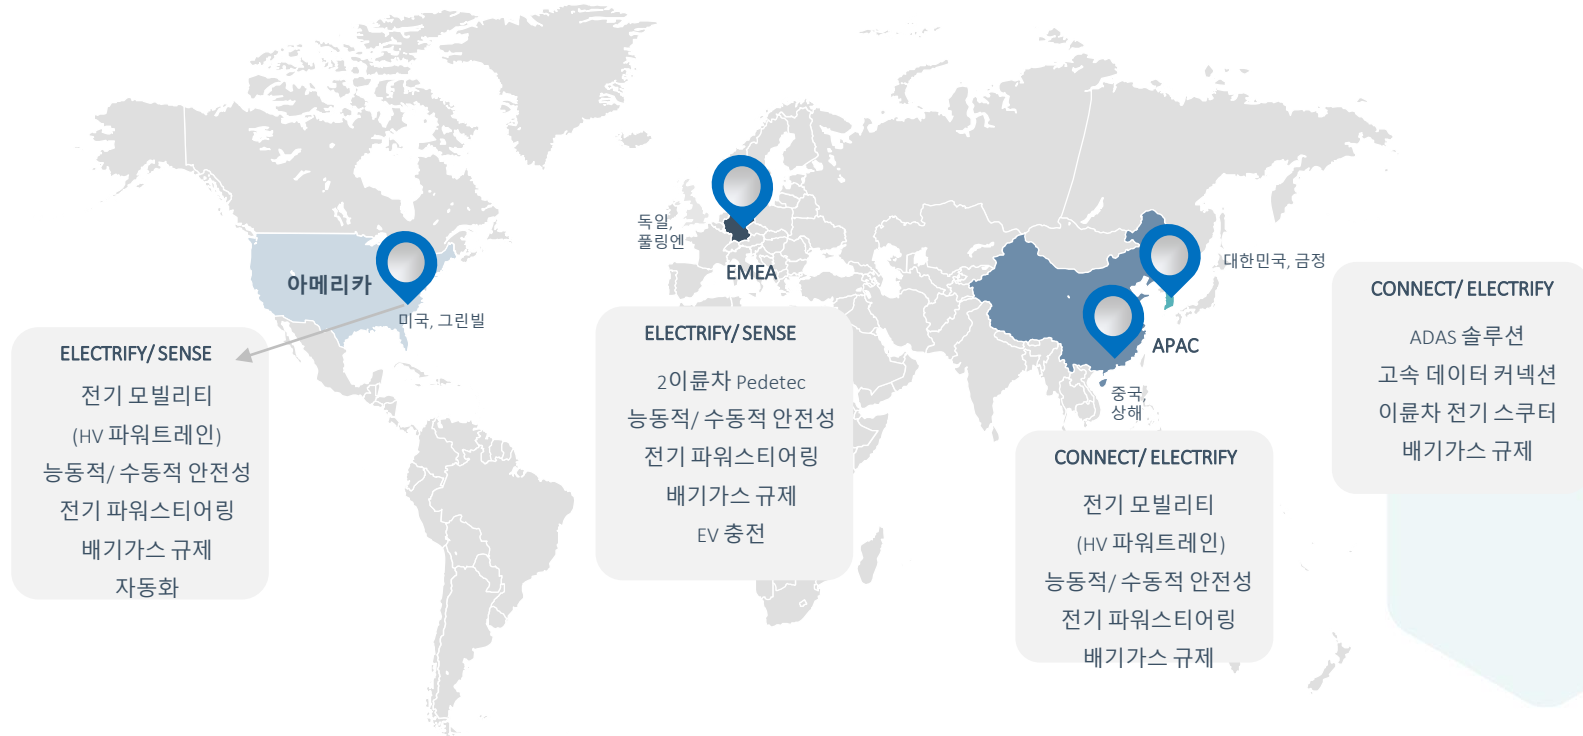 아메리카
미국, 그린빌
ELECTRIFY/ SENSE
전기 모빌리티
(HV 파워트레인)
능동적/ 수동적 안전성
전기 파워스티어링
배기가스 규제
자동화
독일,
풀링엔
EMEA
ELECTRIFY/ SENSE
2이륜차 Pedetec
능동적/ 수동적 안전성
전기 파워스티어링
배기가스 규제
EV 충전
APAC
중국,
상해
CONNECT/ ELECTRIFY
전기 모빌리티
(HV 파워트레인)
능동적/ 수동적 안전성
전기 파워스티어링
배기가스 규제
대한민국, 금정
CONNECT/ ELECTRIFY
ADAS 솔루션
고속 데이터 커넥션
이륜차 전기 스쿠터
배기가스 규제